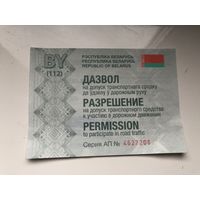 BY
(112)
РЭСПУБЛІКА БЕЛАРУСЬ
РЕСПУБЛИКА БЕЛАРУСЬ
REPUBLIC OF BELARUS
ДАЗВОЛ
на допуск транспартнага сродку
да удзелу ў дарожным руху
РАЗРЕШЕНИЕ
на допуск транспортного средства
к участию в дорожном движении
PERMISSION
to participate in road traffic
Серия АП №